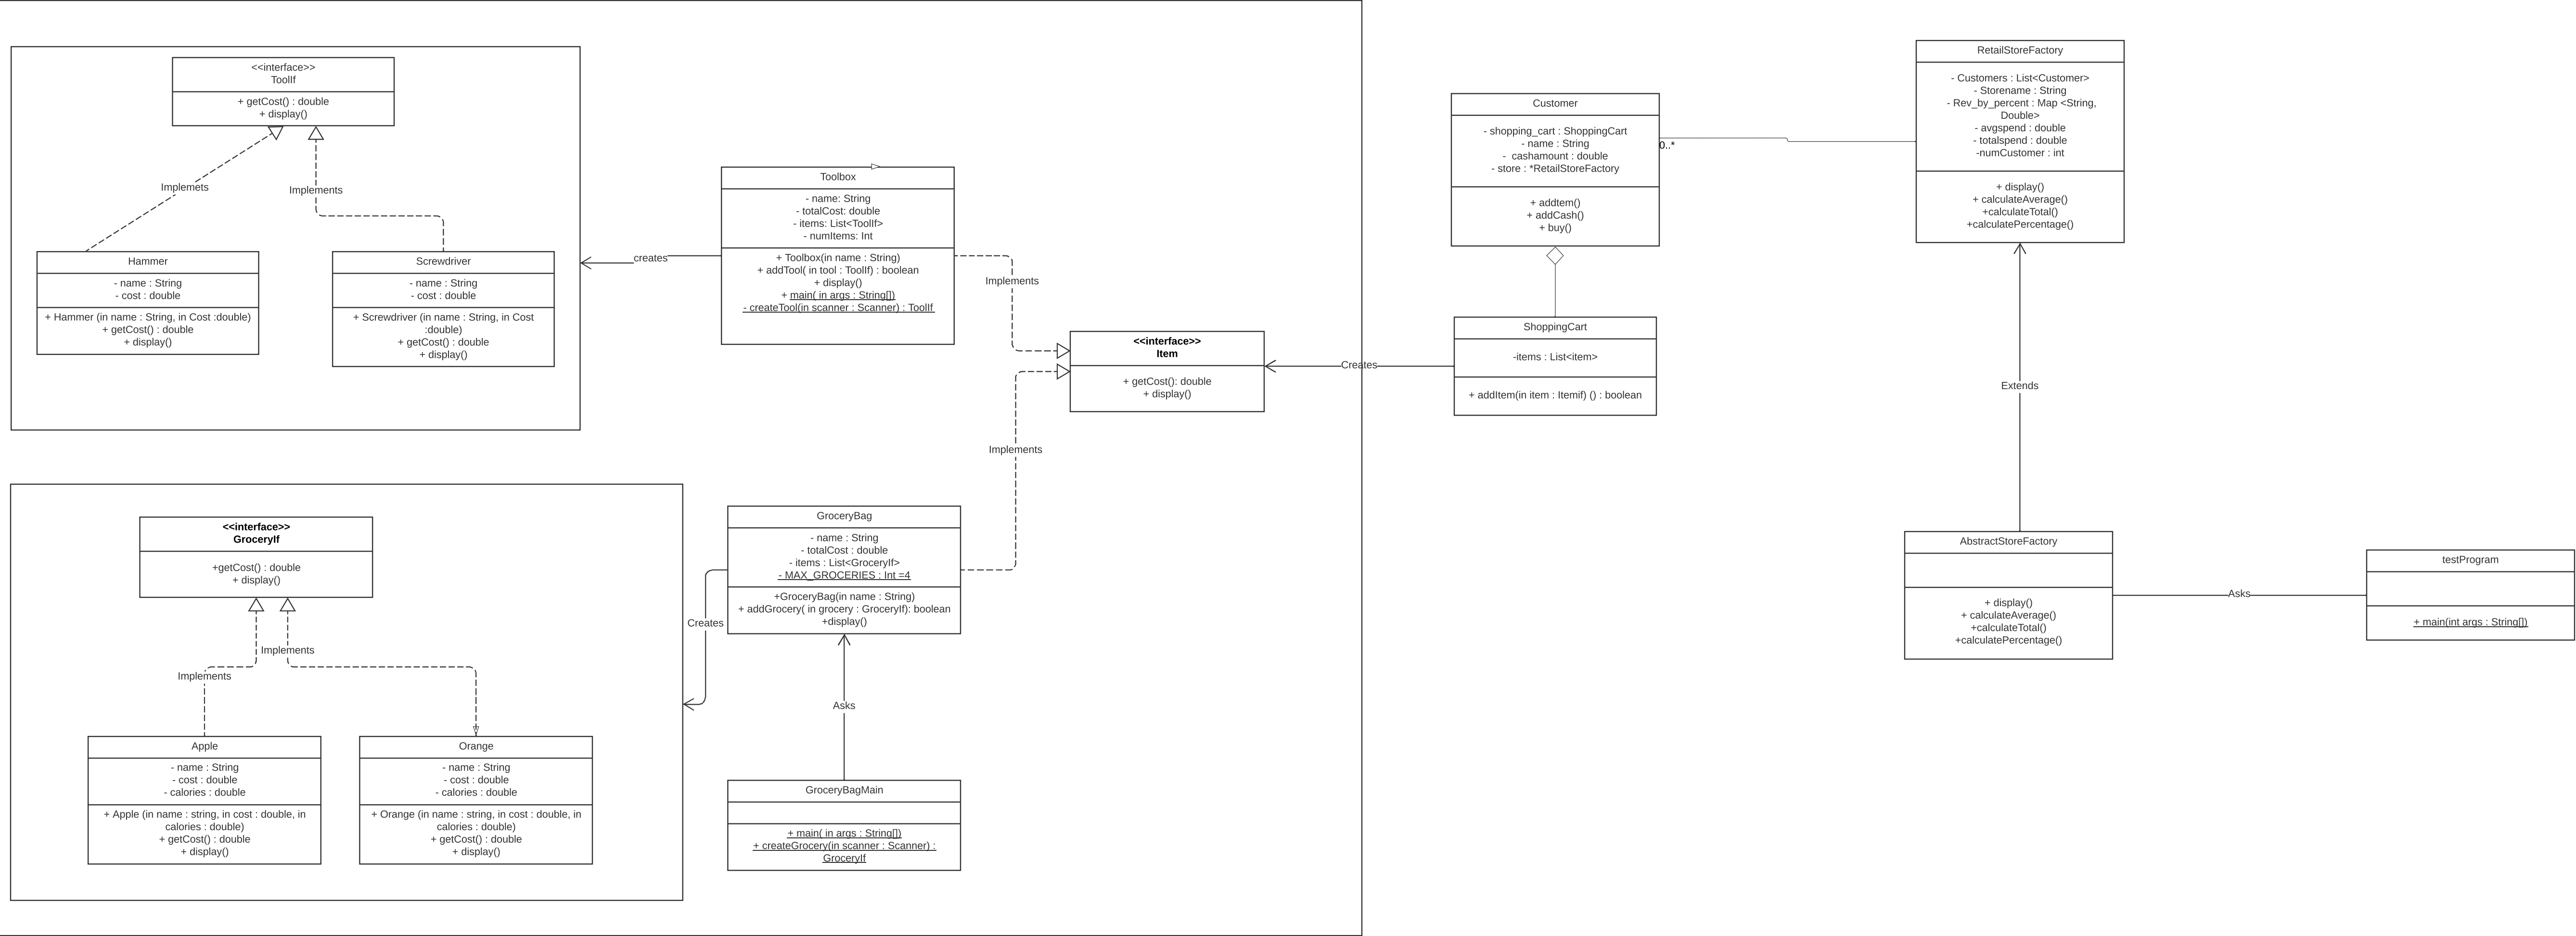 <<interface>>
ToolIf
+ getCost() : double
+ display()
Implemets
Implements
Hammer
- name : String
- cost : double
+ Hammer (in name : String, in Cost :double)
+ getCost() : double
+ display()
Screwdriver
- name : String
- cost : double
+ Screwdriver (in name : String, in Cost
:double)
+ getCost() : double
+ display()
creates
Toolbox
- name: String
- totalCost: double
- items: List<ToolIf>
- numItems: Int
+ Toolbox(in name : String)
+ addTool( in tool : ToolIf) : boolean
+ display()
+ main( in args : String[])
- createTool(in scanner : Scanner) : ToolIf
Implements
<<interface>>
Item
+ getCost(): double
+ display()
Implements
Creates
<<interface>>
GroceryIf
+getCost() : double
+ display()
Implements
Implements
Apple
- name : String
- cost : double
- calories : double
+ Apple (in name : string, in cost : double, in
calories : double)
+ getCost() : double
+ display()
Orange
- name : String
- cost : double
- calories : double
+ Orange (in name : string, in cost : double, in
calories : double)
+ getCost() : double
+ display()
Creates
GroceryBag
- name : String
- totalCost : double
- items : List<GroceryIf>
- MAX_GROCERIES : Int =4
+GroceryBag(in name : String)
+ addGrocery( in grocery : GroceryIf): boolean
+display()
Asks
GroceryBagMain
+ main( in args : String[])
+ createGrocery(in scanner : Scanner) :
GroceryIf
Customer
- shopping_cart : ShoppingCart
- name : String
- cashamount : double
- store : *RetailStoreFactory
+ addtem()
+ addCash()
+ buy()
0..*
ShoppingCart
-items : List<item>
+ addItem(in item : Itemif) () : boolean
RetailStoreFactory
- Customers : List<Customer>
- Storename : String
- Rev_by_percent : Map <String,
Double>
- avgspend : double
- totalspend : double
-numCustomer : int
+ display()
+ calculateAverage()
+calculateTotal()
+calculatePercentage()
Extends
AbstractStoreFactory
+ display()
+ calculateAverage()
+calculateTotal()
+calculatePercentage()
Asks
testProgram
+ main(int args : String[])